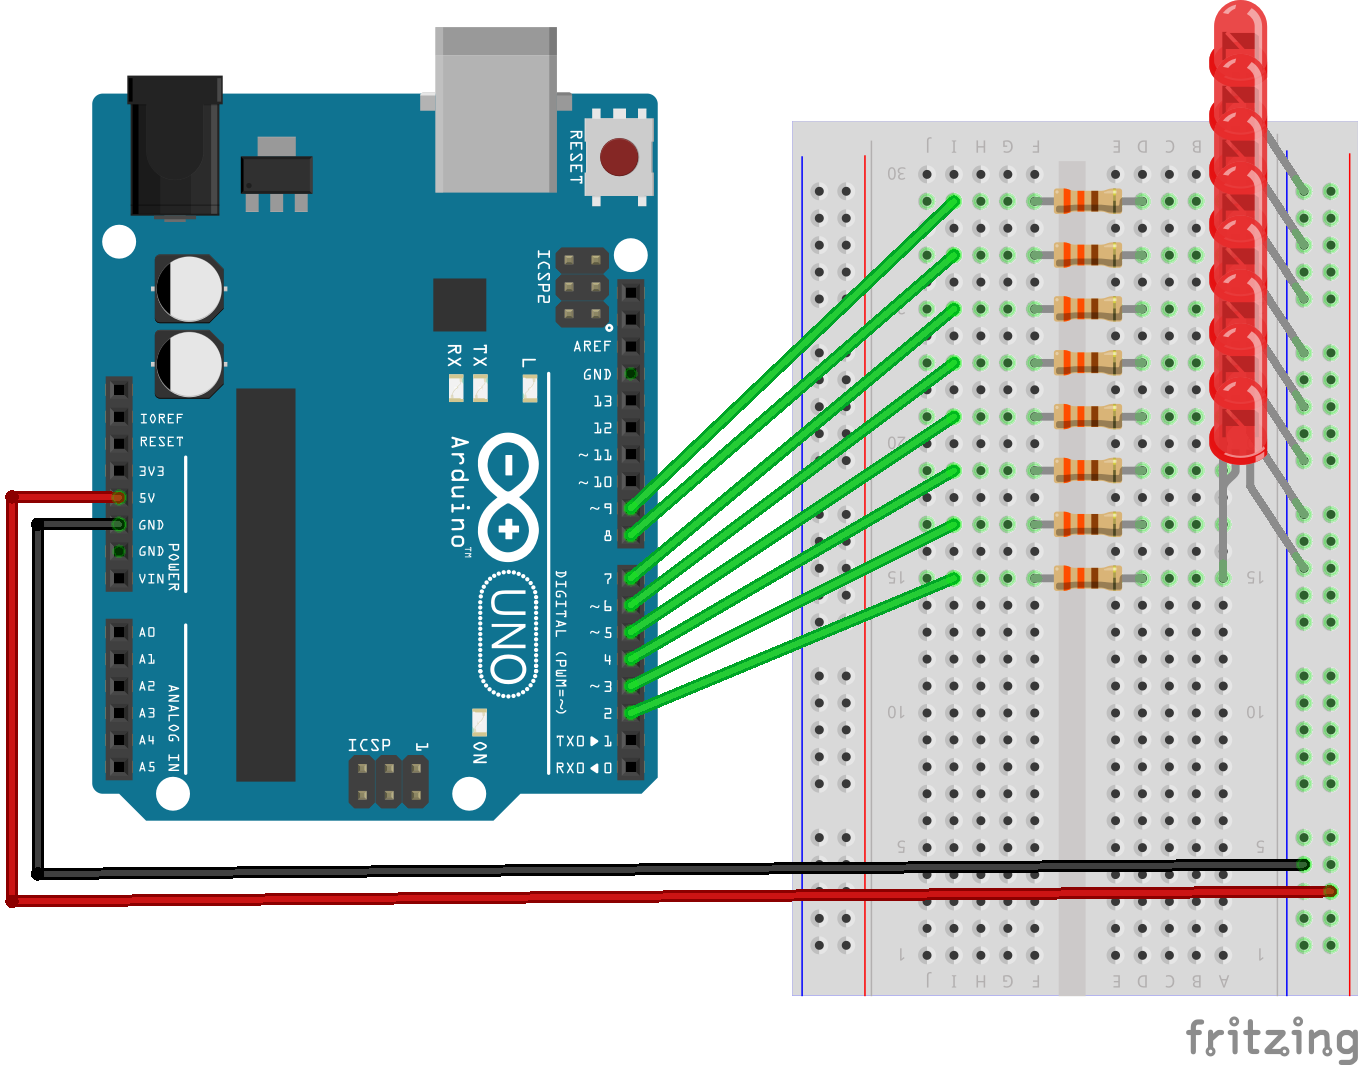 RESET
ICSP2
AREF
GND
13
12
~11
~10
~9
8
7
~6
~5
4
~3
2
TX0▶1
RX0◀0
DIGITAL (PWM=~)
RX
TX
L
Arduino™
UNO
IOREF
RESET
3V3
5V
GND
GND
VIN
POWER
A0
A1
A2
A3
A4
A5
ANALOG IN
ICSP
1
ON
J I H G F E D C B
30
20
15 15
10 10
5 5
1 1
J I H G F E D C B A
fritzing